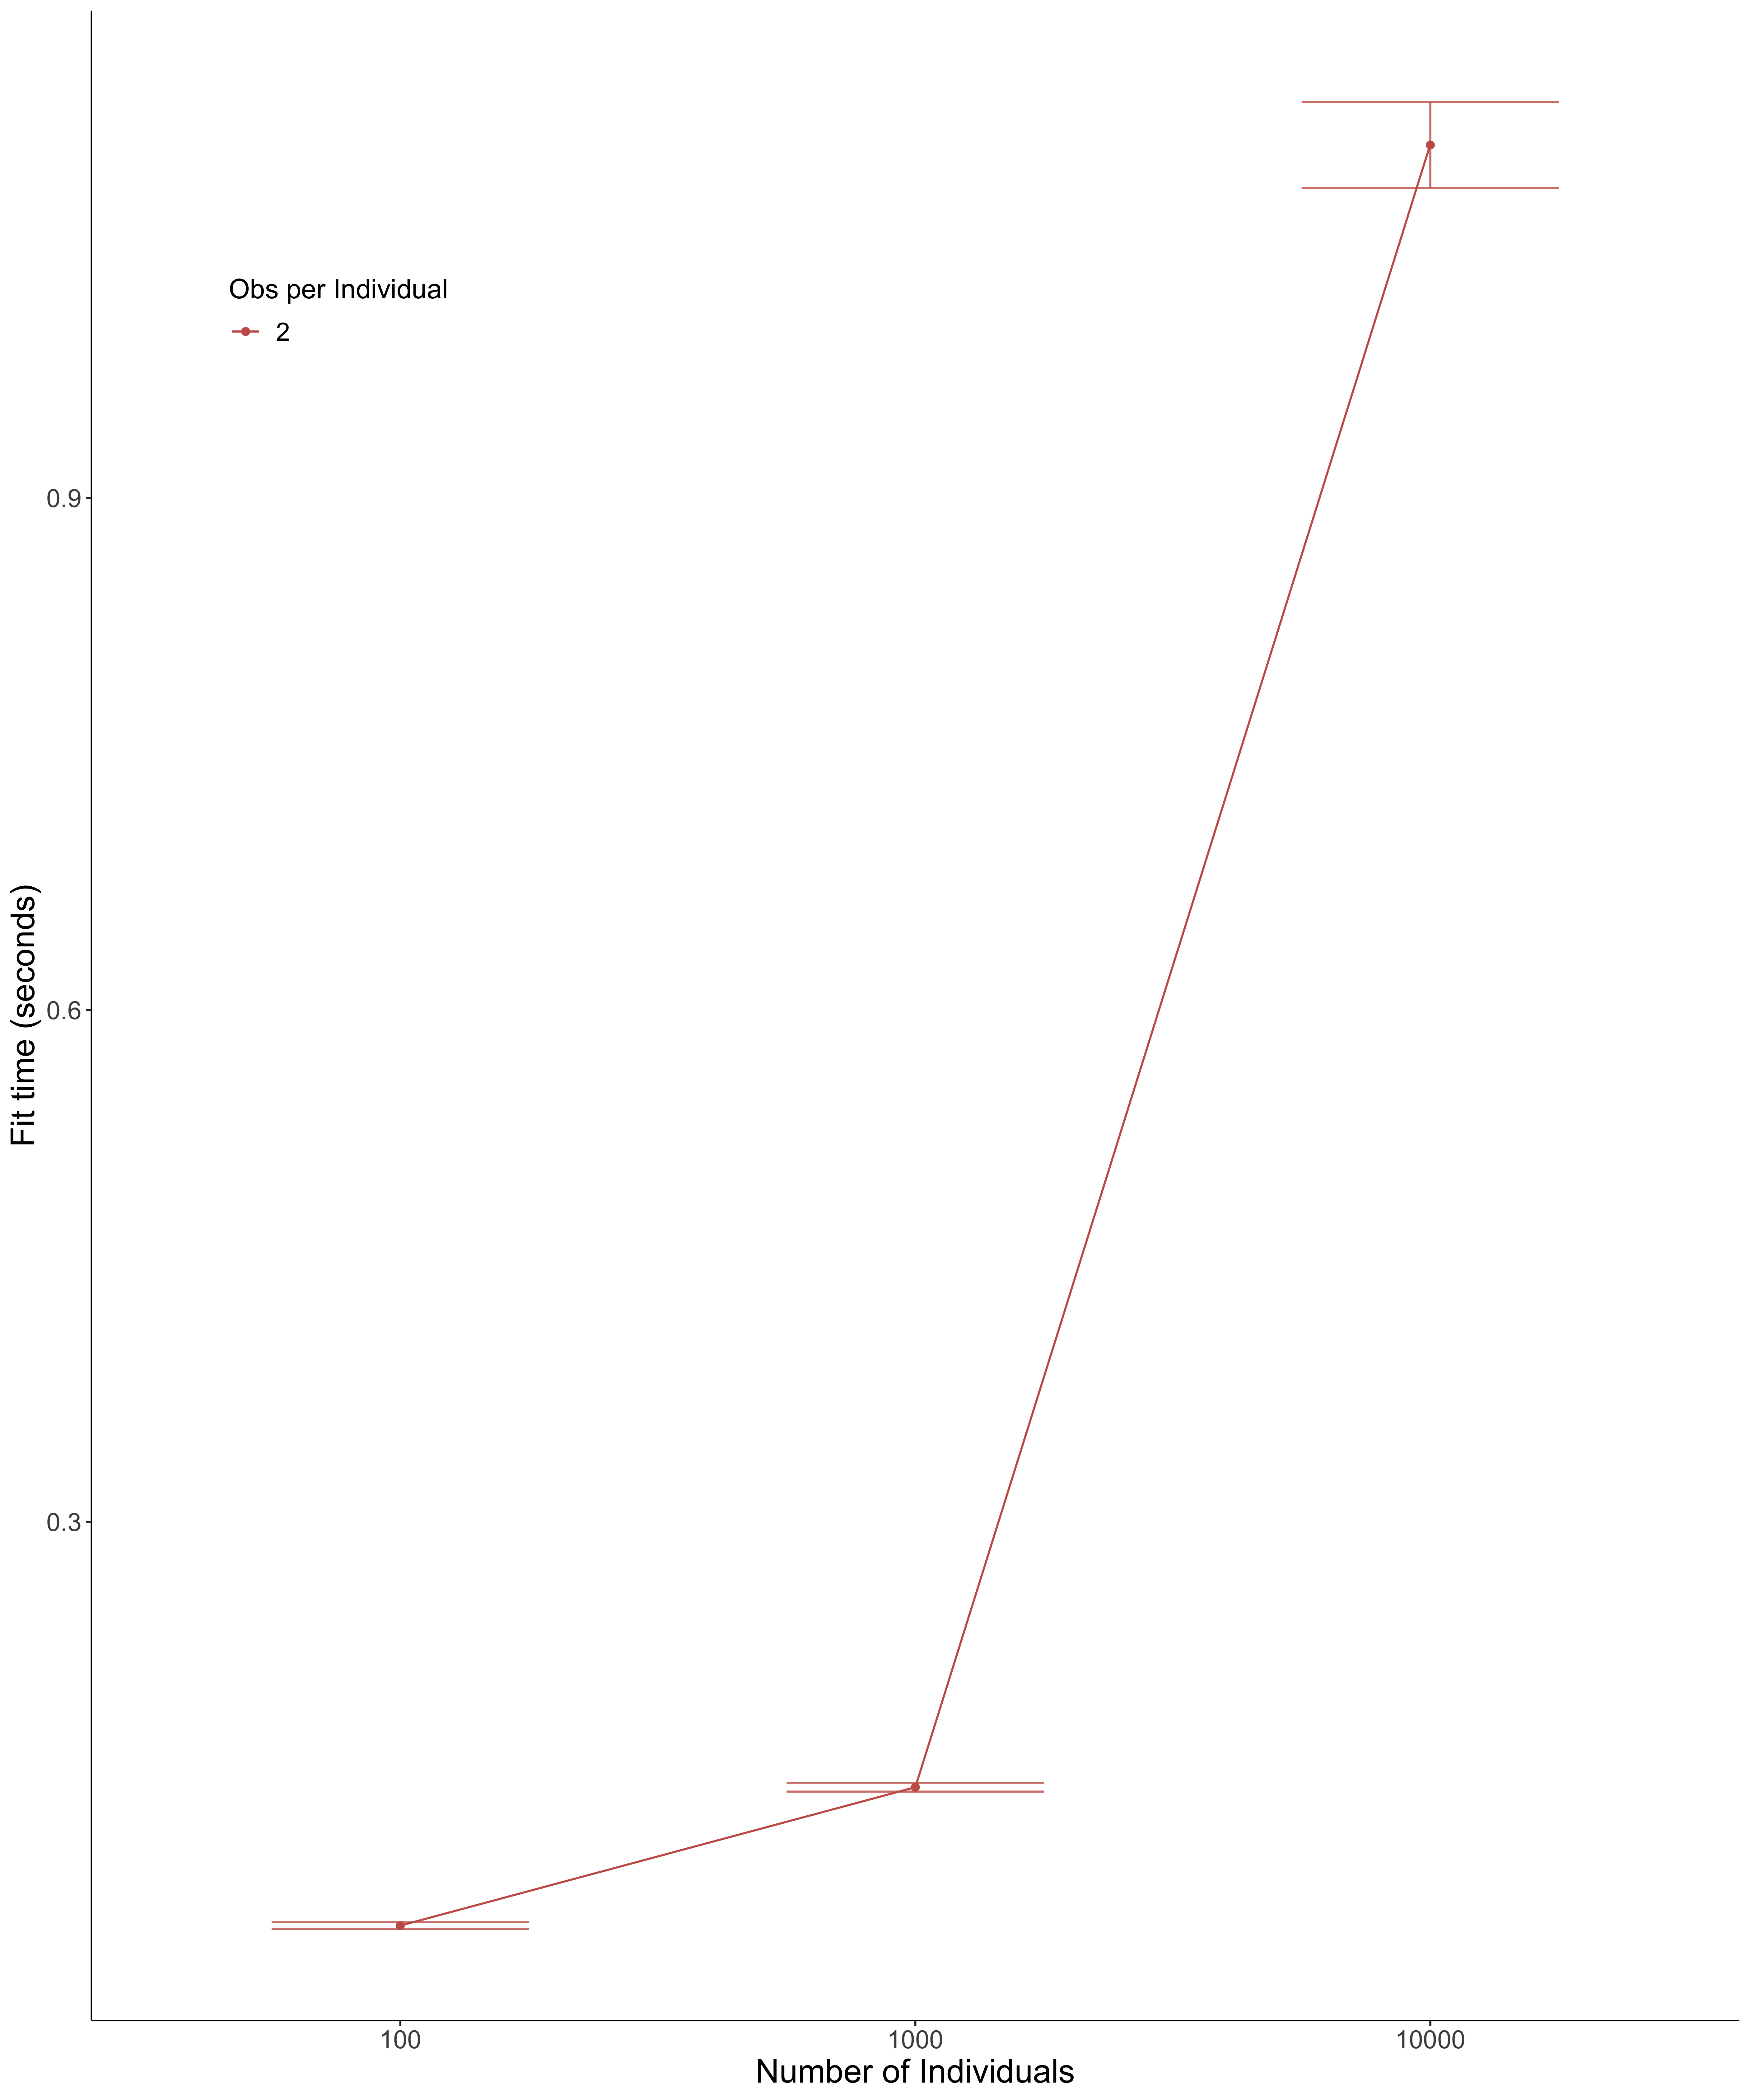 Obs per Individual
2
0.9
0.6
0.3
Fit time (seconds)
100 1000 10000
Number of Individuals